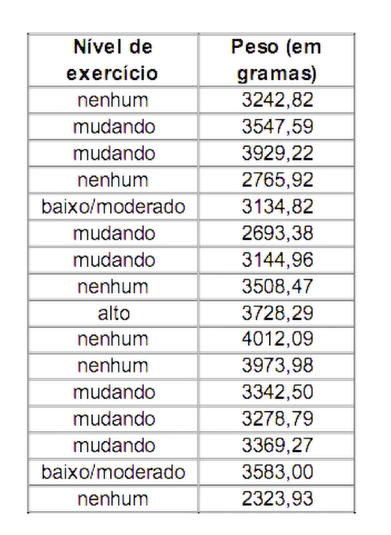 Nível de exercício Peso (em gramas)
nenhum 3242,82
mudando 3547,59
mudando 3929,22
nenhum 2765,92
baixo/moderado 3134,82
mudando 2693,38
mudando 3144,96
nenhum 3508,47
alto 3728,29
nenhum 4012,09
nenhum 3973,98
mudando 3342,50
mudando 3278,79
mudando 3369,27
baixo/moderado 3583,00
nenhum 2323,93